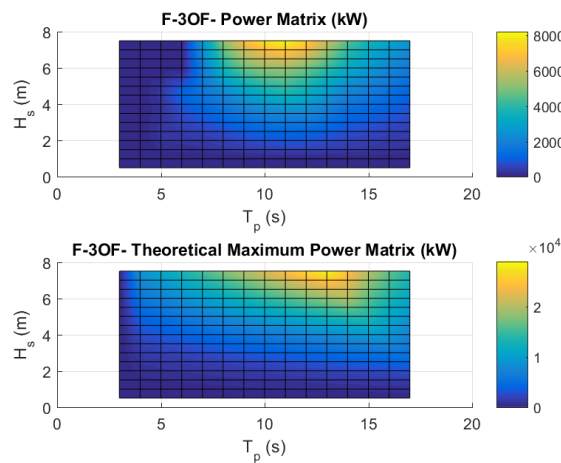 F-3OF- Power Matrix (kW)
8
6
4
2
0
H_s (m)
0 5 10 15 20
T_p (s)
8000
6000
4000
2000
0
F-3OF- Theoretical Maximum Power Matrix (kW)
×10^4
8
6
4
2
0
H_s (m)
0 5 10 15 20
T_p (s)
2
1
0